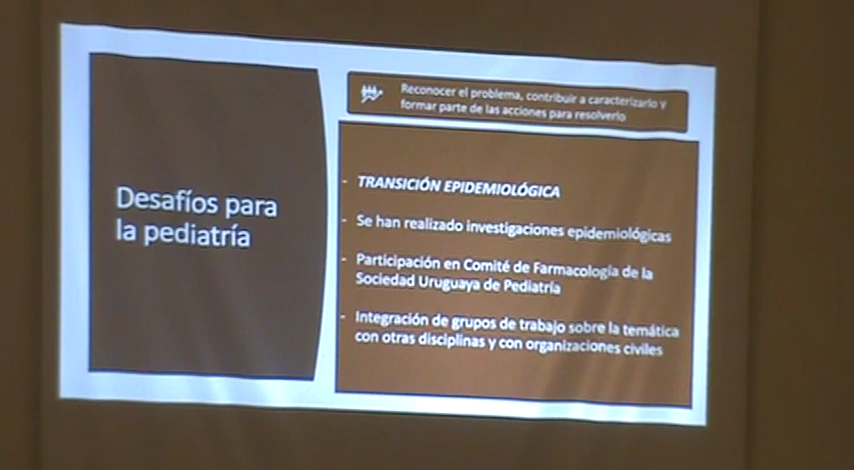 Desafíos para
la pediatría
Reconocer el problema, contribuir a caracterizarlo y
formar parte de las acciones para resolverlo
- TRANSICIÓN EPIDEMIOLÓGICA
- Se han realizado investigaciones epidemiológicas
- Participación en Comité de Farmacología de la
Sociedad Uruguaya de Pediatría
- Integración de grupos de trabajo sobre la temática
con otras disciplinas y con organizaciones civiles